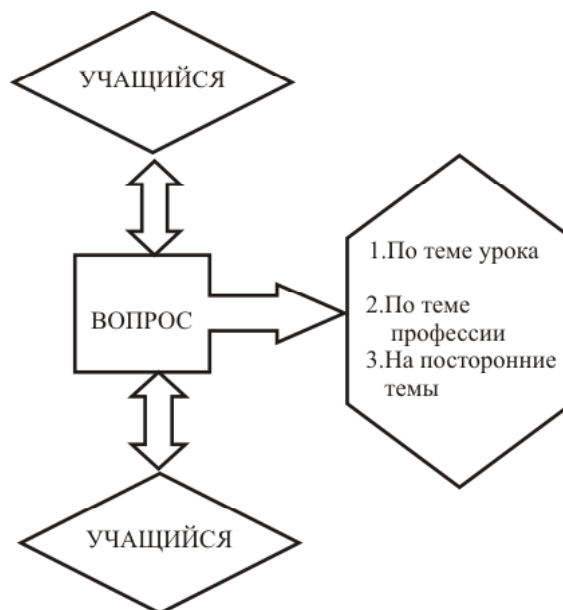 УЧАЩИЙСЯ
ВОПРОС
1.По теме урока
2.По теме
профессии
3.На посторонние
темы
УЧАЩИЙСЯ